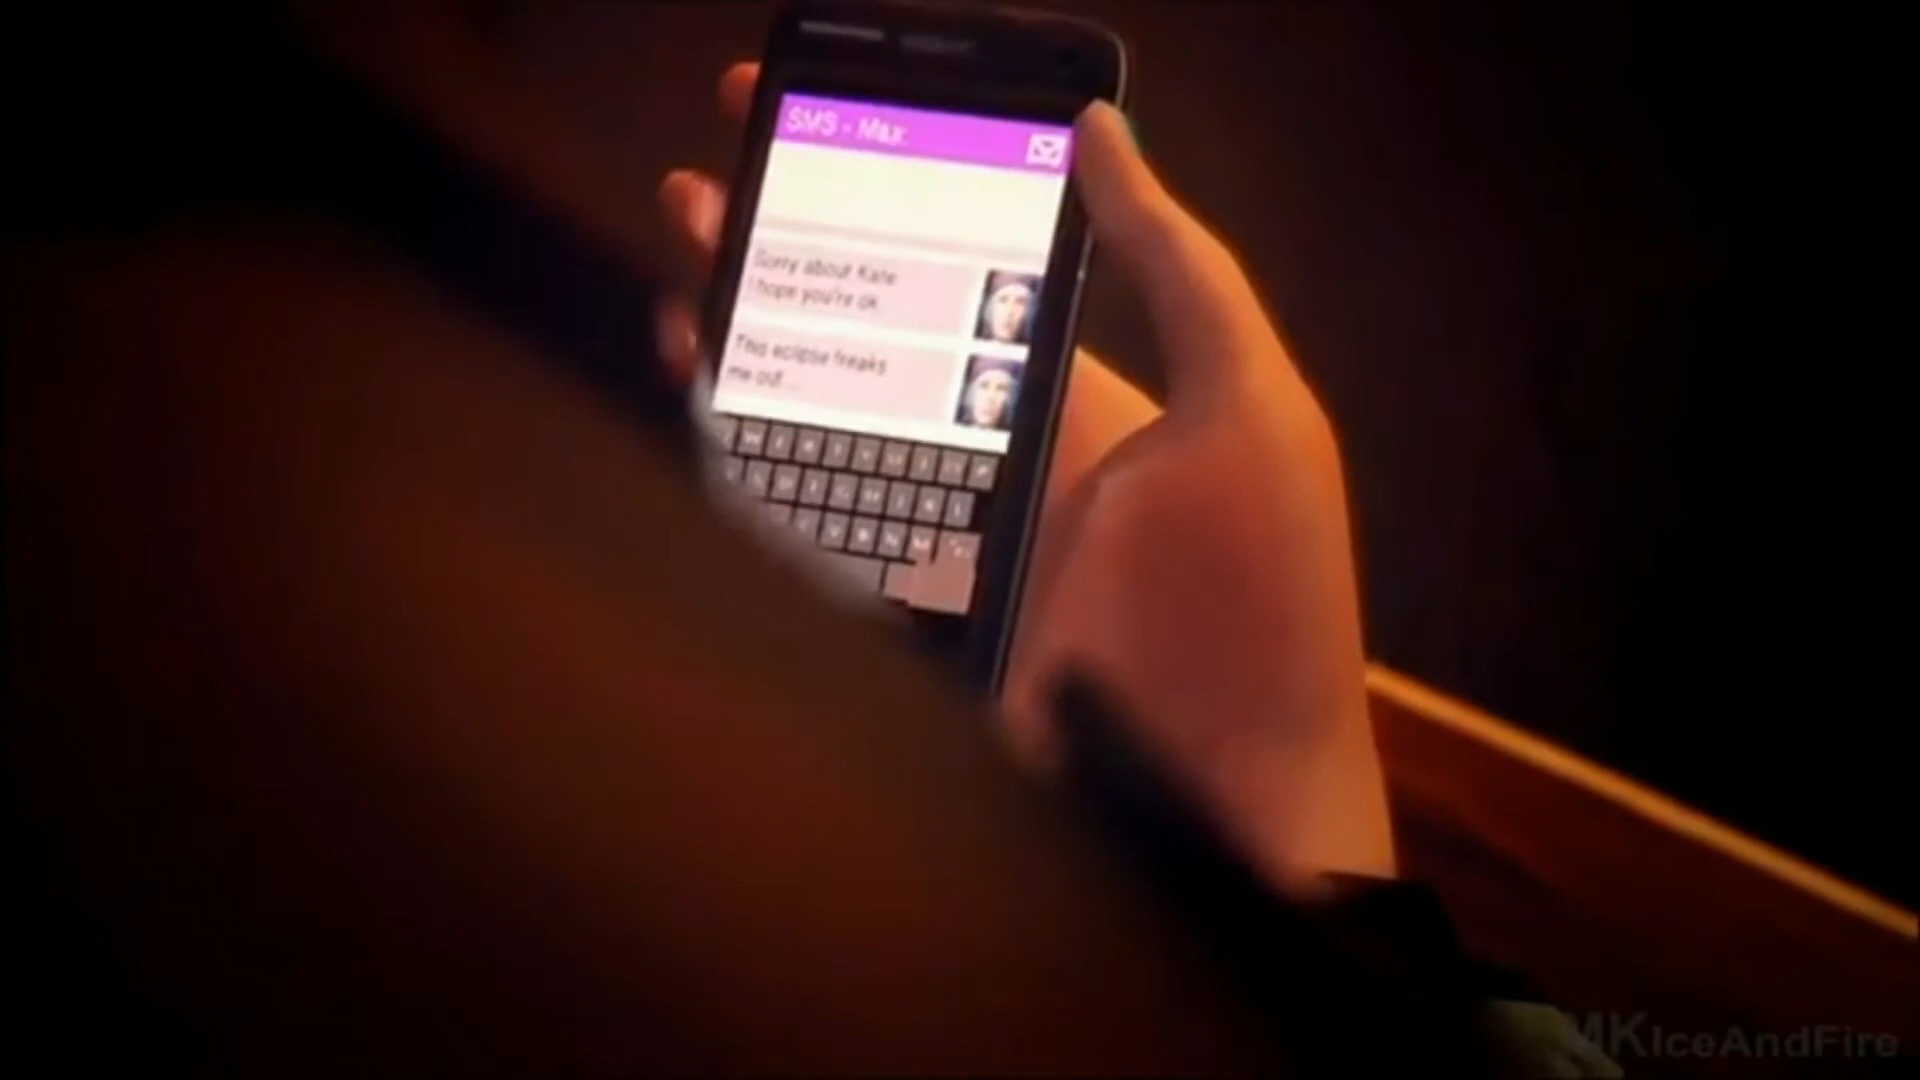 SMS - Max
Sorry about Kate
I hope you're ok
This eclipse freaks
me out...
MKIceAndFire